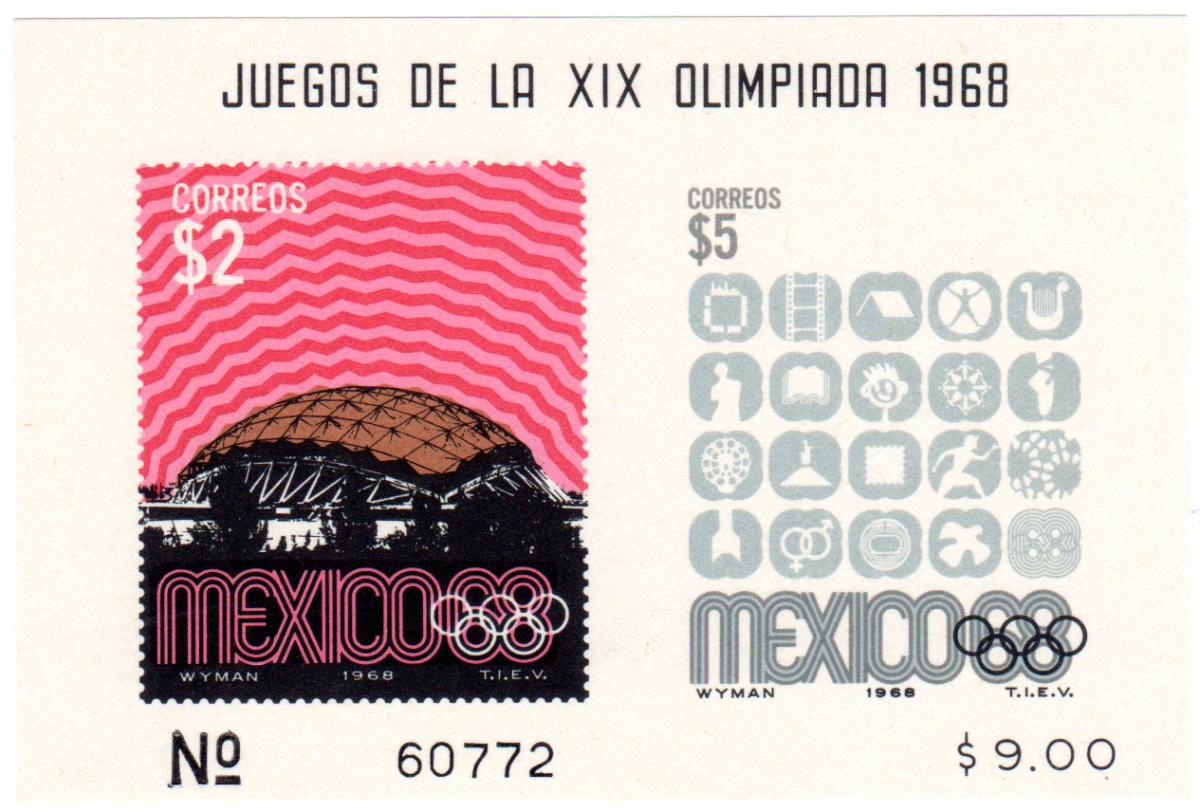 JUEGOS DE LA XIX OLIMPIADA 1968
CORREOS
$2
MEXICO68
WYMAN 1968 T.I.E.V.
CORREOS
$5
68
MEXICO68
WYMAN 1968 T.I.E.V.
Nº 60772
$9.00